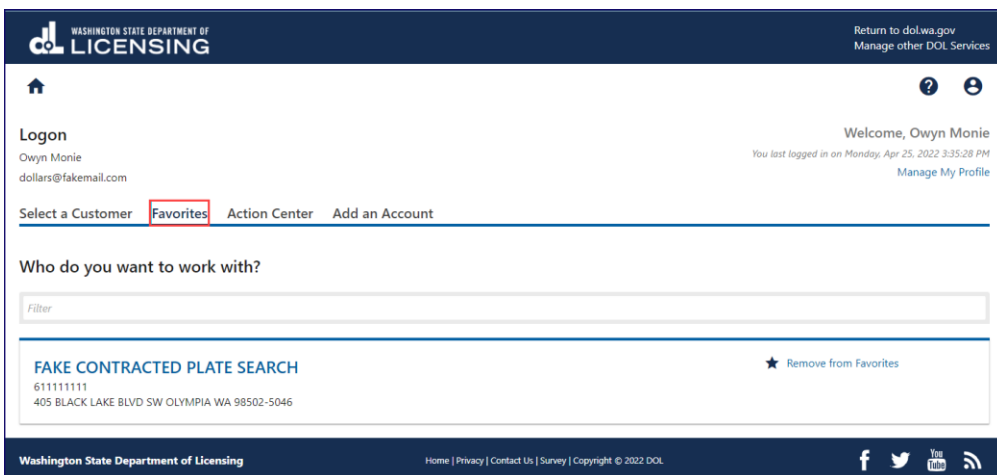 WASHINGTON STATE DEPARTMENT OF
LICENSING
Return to dol.wa.gov
Manage other DOL Services
Logon
Owyn Monie
dollars@fakemail.com
Welcome, Owyn Monie
You last logged in on Monday, Apr 25, 2022 3:35:28 PM
Manage My Profile
Select a Customer Favorites Action Center Add an Account
Who do you want to work with?
Filter
FAKE CONTRACTED PLATE SEARCH
611111111
405 BLACK LAKE BLVD SW OLYMPIA WA 98502-5046
Remove from Favorites
Washington State Department of Licensing
Home | Privacy | Contact Us | Survey | Copyright © 2022 DOL
You
Tube